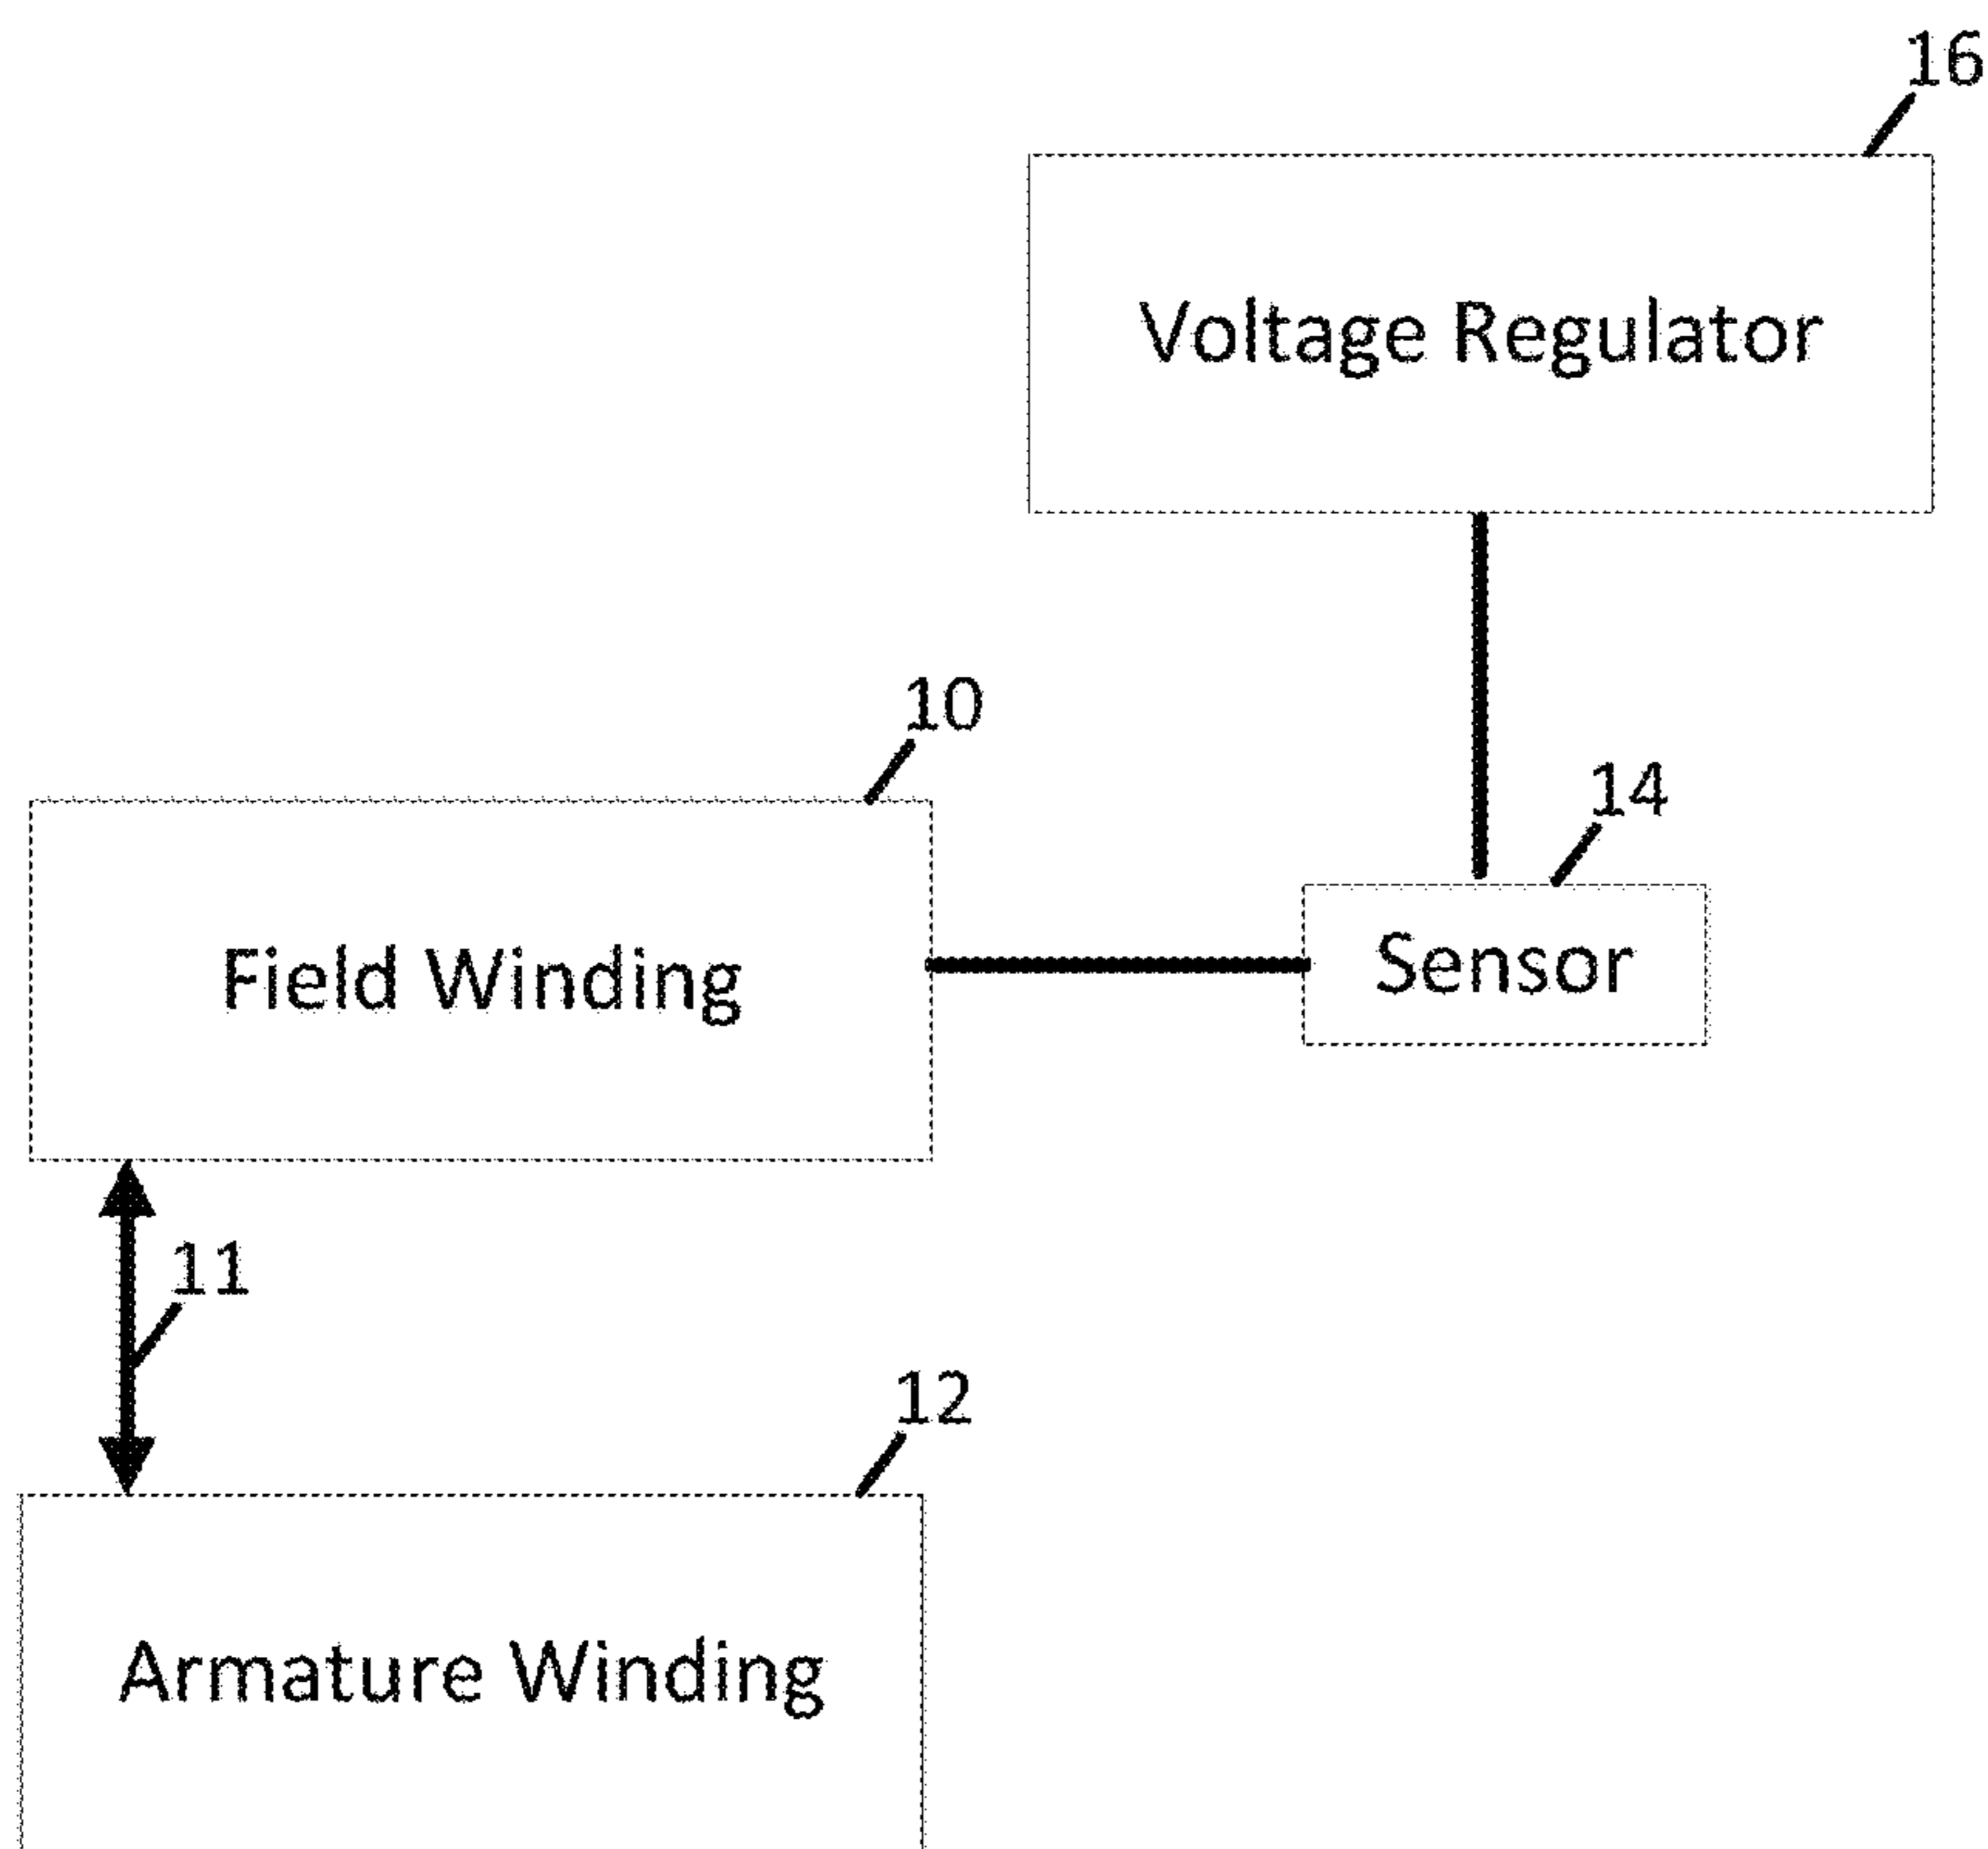 16
Voltage Regulator
10
14
Field Winding
Sensor
11
12
Armature Winding